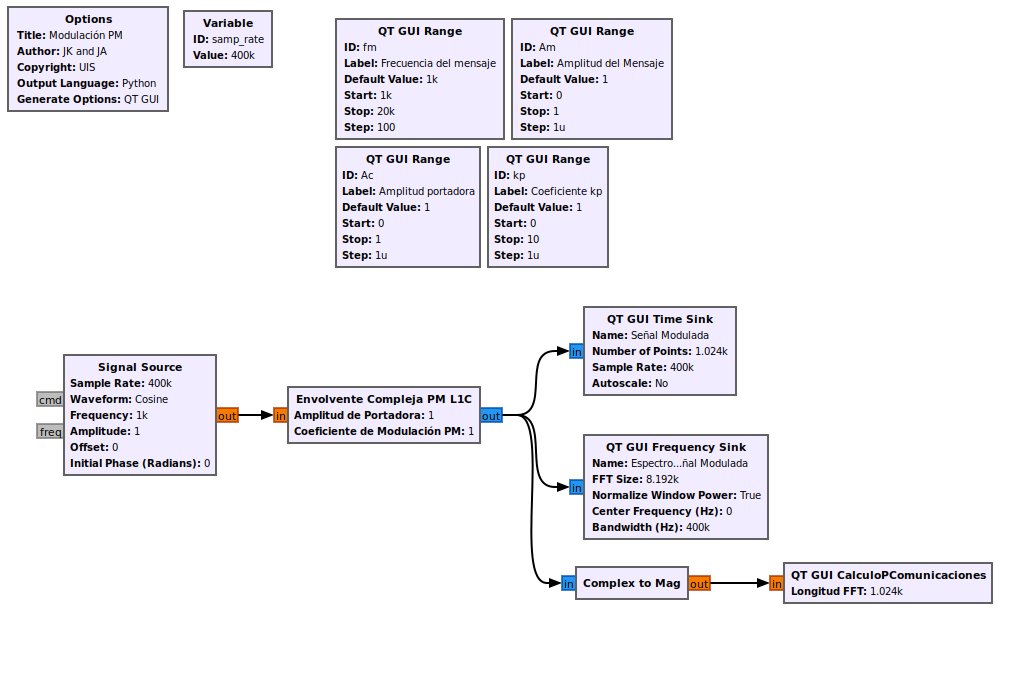 Options
Title: Modulación PM
Author: JK and JA
Copyright: UIS
Output Language: Python
Generate Options: QT GUI
Variable
ID: samp_rate
Value: 400k
QT GUI Range
ID: fm
Label: Frecuencia del mensaje
Default Value: 1k
Start: 1k
Stop: 20k
Step: 100
QT GUI Range
ID: Am
Label: Amplitud del Mensaje
Default Value: 1
Start: 0
Stop: 1
Step: 1u
QT GUI Range
ID: Ac
Label: Amplitud portadora
Default Value: 1
Start: 0
Stop: 1
Step: 1u
QT GUI Range
ID: kp
Label: Coeficiente kp
Default Value: 1
Start: 0
Stop: 10
Step: 1u
cmd
freq
Signal Source
Sample Rate: 400k
Waveform: Cosine
Frequency: 1k
Amplitude: 1
Offset: 0
Initial Phase (Radians): 0
out
in
Envolvente Compleja PM L1C
Amplitud de Portadora: 1
Coeficiente de Modulación PM: 1
out
in
QT GUI Time Sink
Name: Señal Modulada
Number of Points: 1.024k
Sample Rate: 400k
Autoscale: No
in
QT GUI Frequency Sink
Name: Espectro...ñal Modulada
FFT Size: 8.192k
Normalize Window Power: True
Center Frequency (Hz): 0
Bandwidth (Hz): 400k
in
Complex to Mag
out
in
QT GUI CalculoPComunicaciones
Longitud FFT: 1.024k